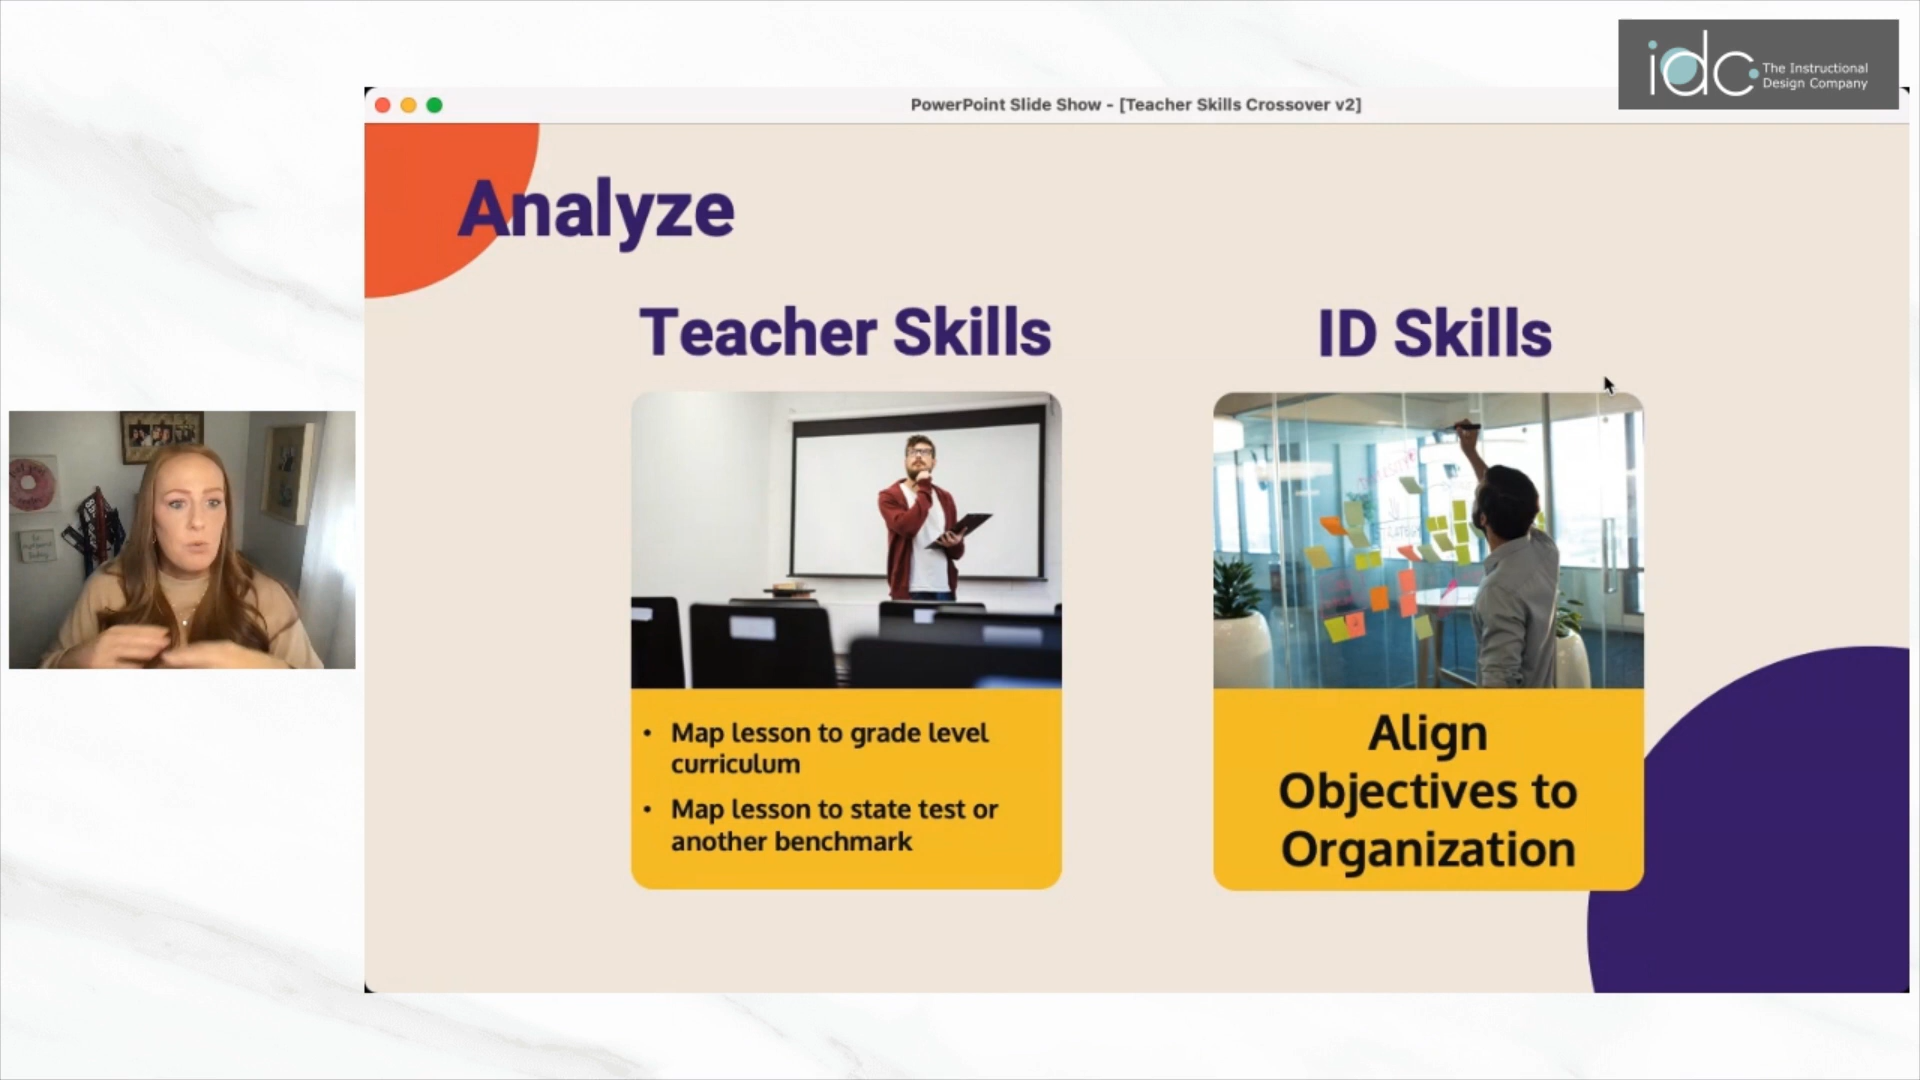 idc The Instructional
Design Company
PowerPoint Slide Show - [Teacher Skills Crossover v2]
Analyze
Teacher Skills
ID Skills
• Map lesson to grade level
curriculum
• Map lesson to state test or
another benchmark
Align
Objectives to
Organization